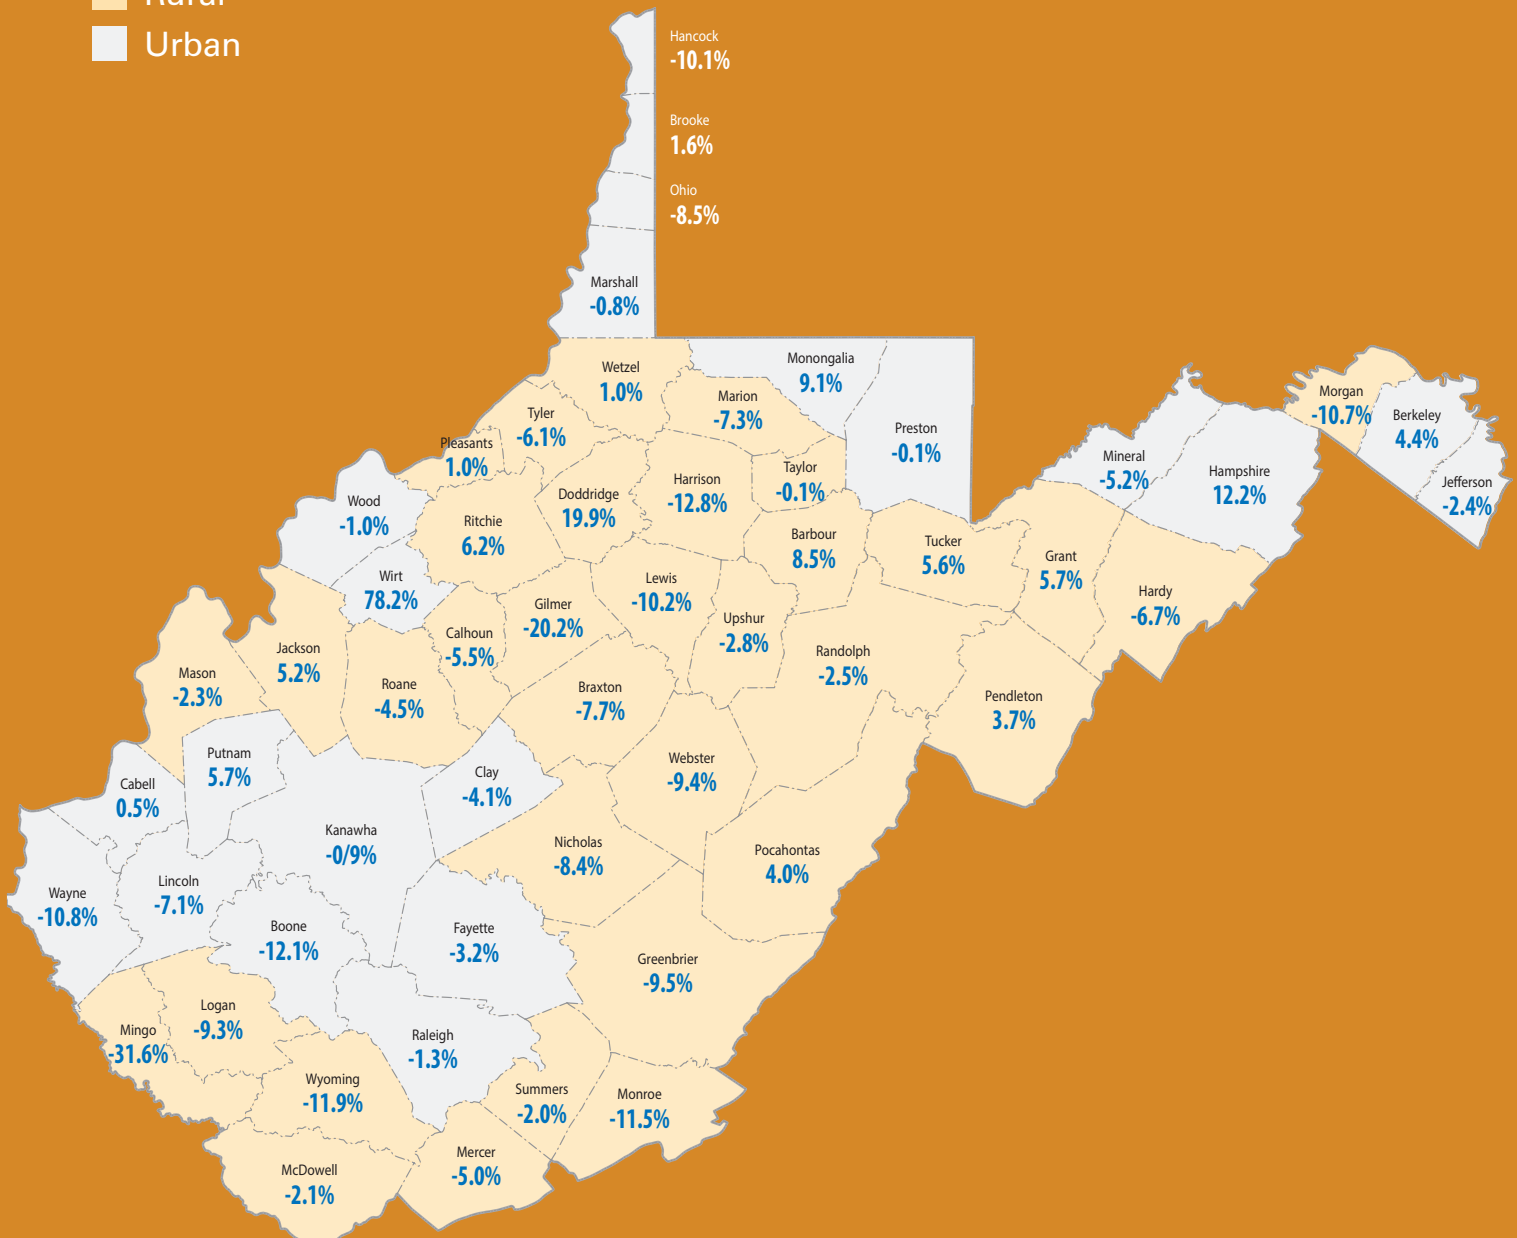 Rural
Urban
Hancock
-10.1%
Brooke
1.6%
Ohio
-8.5%
Marshall
-0.8%
Wetzel
1.0%
Monongalia
9.1%
Marion
-7.3%
Preston
-0.1%
Tyler
-6.1%
Pleasants
1.0%
Morgan
-10.7%
Berkeley
4.4%
Jefferson
-2.4%
Mineral
-5.2%
Hampshire
12.2%
Taylor
-0.1%
Harrison
-12.8%
Doddridge
19.9%
Wood
-1.0%
Ritchie
6.2%
Barbour
8.5%
Tucker
5.6%
Grant
5.7%
Hardy
-6.7%
Wirt
78.2%
Lewis
-10.2%
Gilmer
-20.2%
Upshur
-2.8%
Calhoun
-5.5%
Jackson
5.2%
Randolph
-2.5%
Mason
-2.3%
Roane
-4.5%
Braxton
-7.7%
Pendleton
3.7%
Putnam
5.7%
Cabell
0.5%
Clay
-4.1%
Webster
-9.4%
Kanawha
-0/9%
Nicholas
-8.4%
Pocahontas
4.0%
Wayne
-10.8%
Lincoln
-7.1%
Boone
-12.1%
Fayette
-3.2%
Greenbrier
-9.5%
Logan
-9.3%
Mingo
-31.6%
Raleigh
-1.3%
Wyoming
-11.9%
Summers
-2.0%
Monroe
-11.5%
Mercer
-5.0%
McDowell
-2.1%